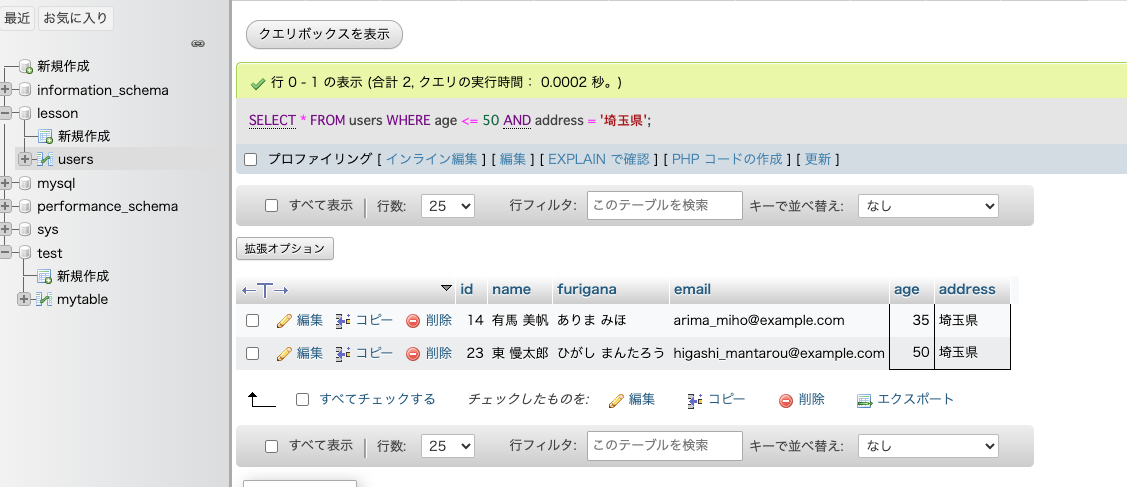 最近 お気に入り
新規作成
information_schema
lesson
新規作成
users
mysql
performance_schema
sys
test
新規作成
mytable
クエリボックスを表示
行 0 - 1 の表示 (合計 2, クエリの実行時間： 0.0002 秒。)
SELECT * FROM users WHERE age <= 50 AND address = '埼玉県';
プロファイリング [ インライン編集 ] [ 編集 ] [ EXPLAIN で確認 ] [ PHP コードの作成 ] [ 更新 ]
すべて表示 行数: 25 行フィルタ: このテーブルを検索 キーで並べ替え: なし
拡張オプション
id name furigana email age address
編集 コピー 削除 14 有馬 美帆 ありま みほ arima_miho@example.com 35 埼玉県
編集 コピー 削除 23 東 慢太郎 ひがし まんたろう higashi_mantarou@example.com 50 埼玉県
すべてチェックする チェックしたものを: 編集 コピー 削除 エクスポート
すべて表示 行数: 25 行フィルタ: このテーブルを検索 キーで並べ替え: なし